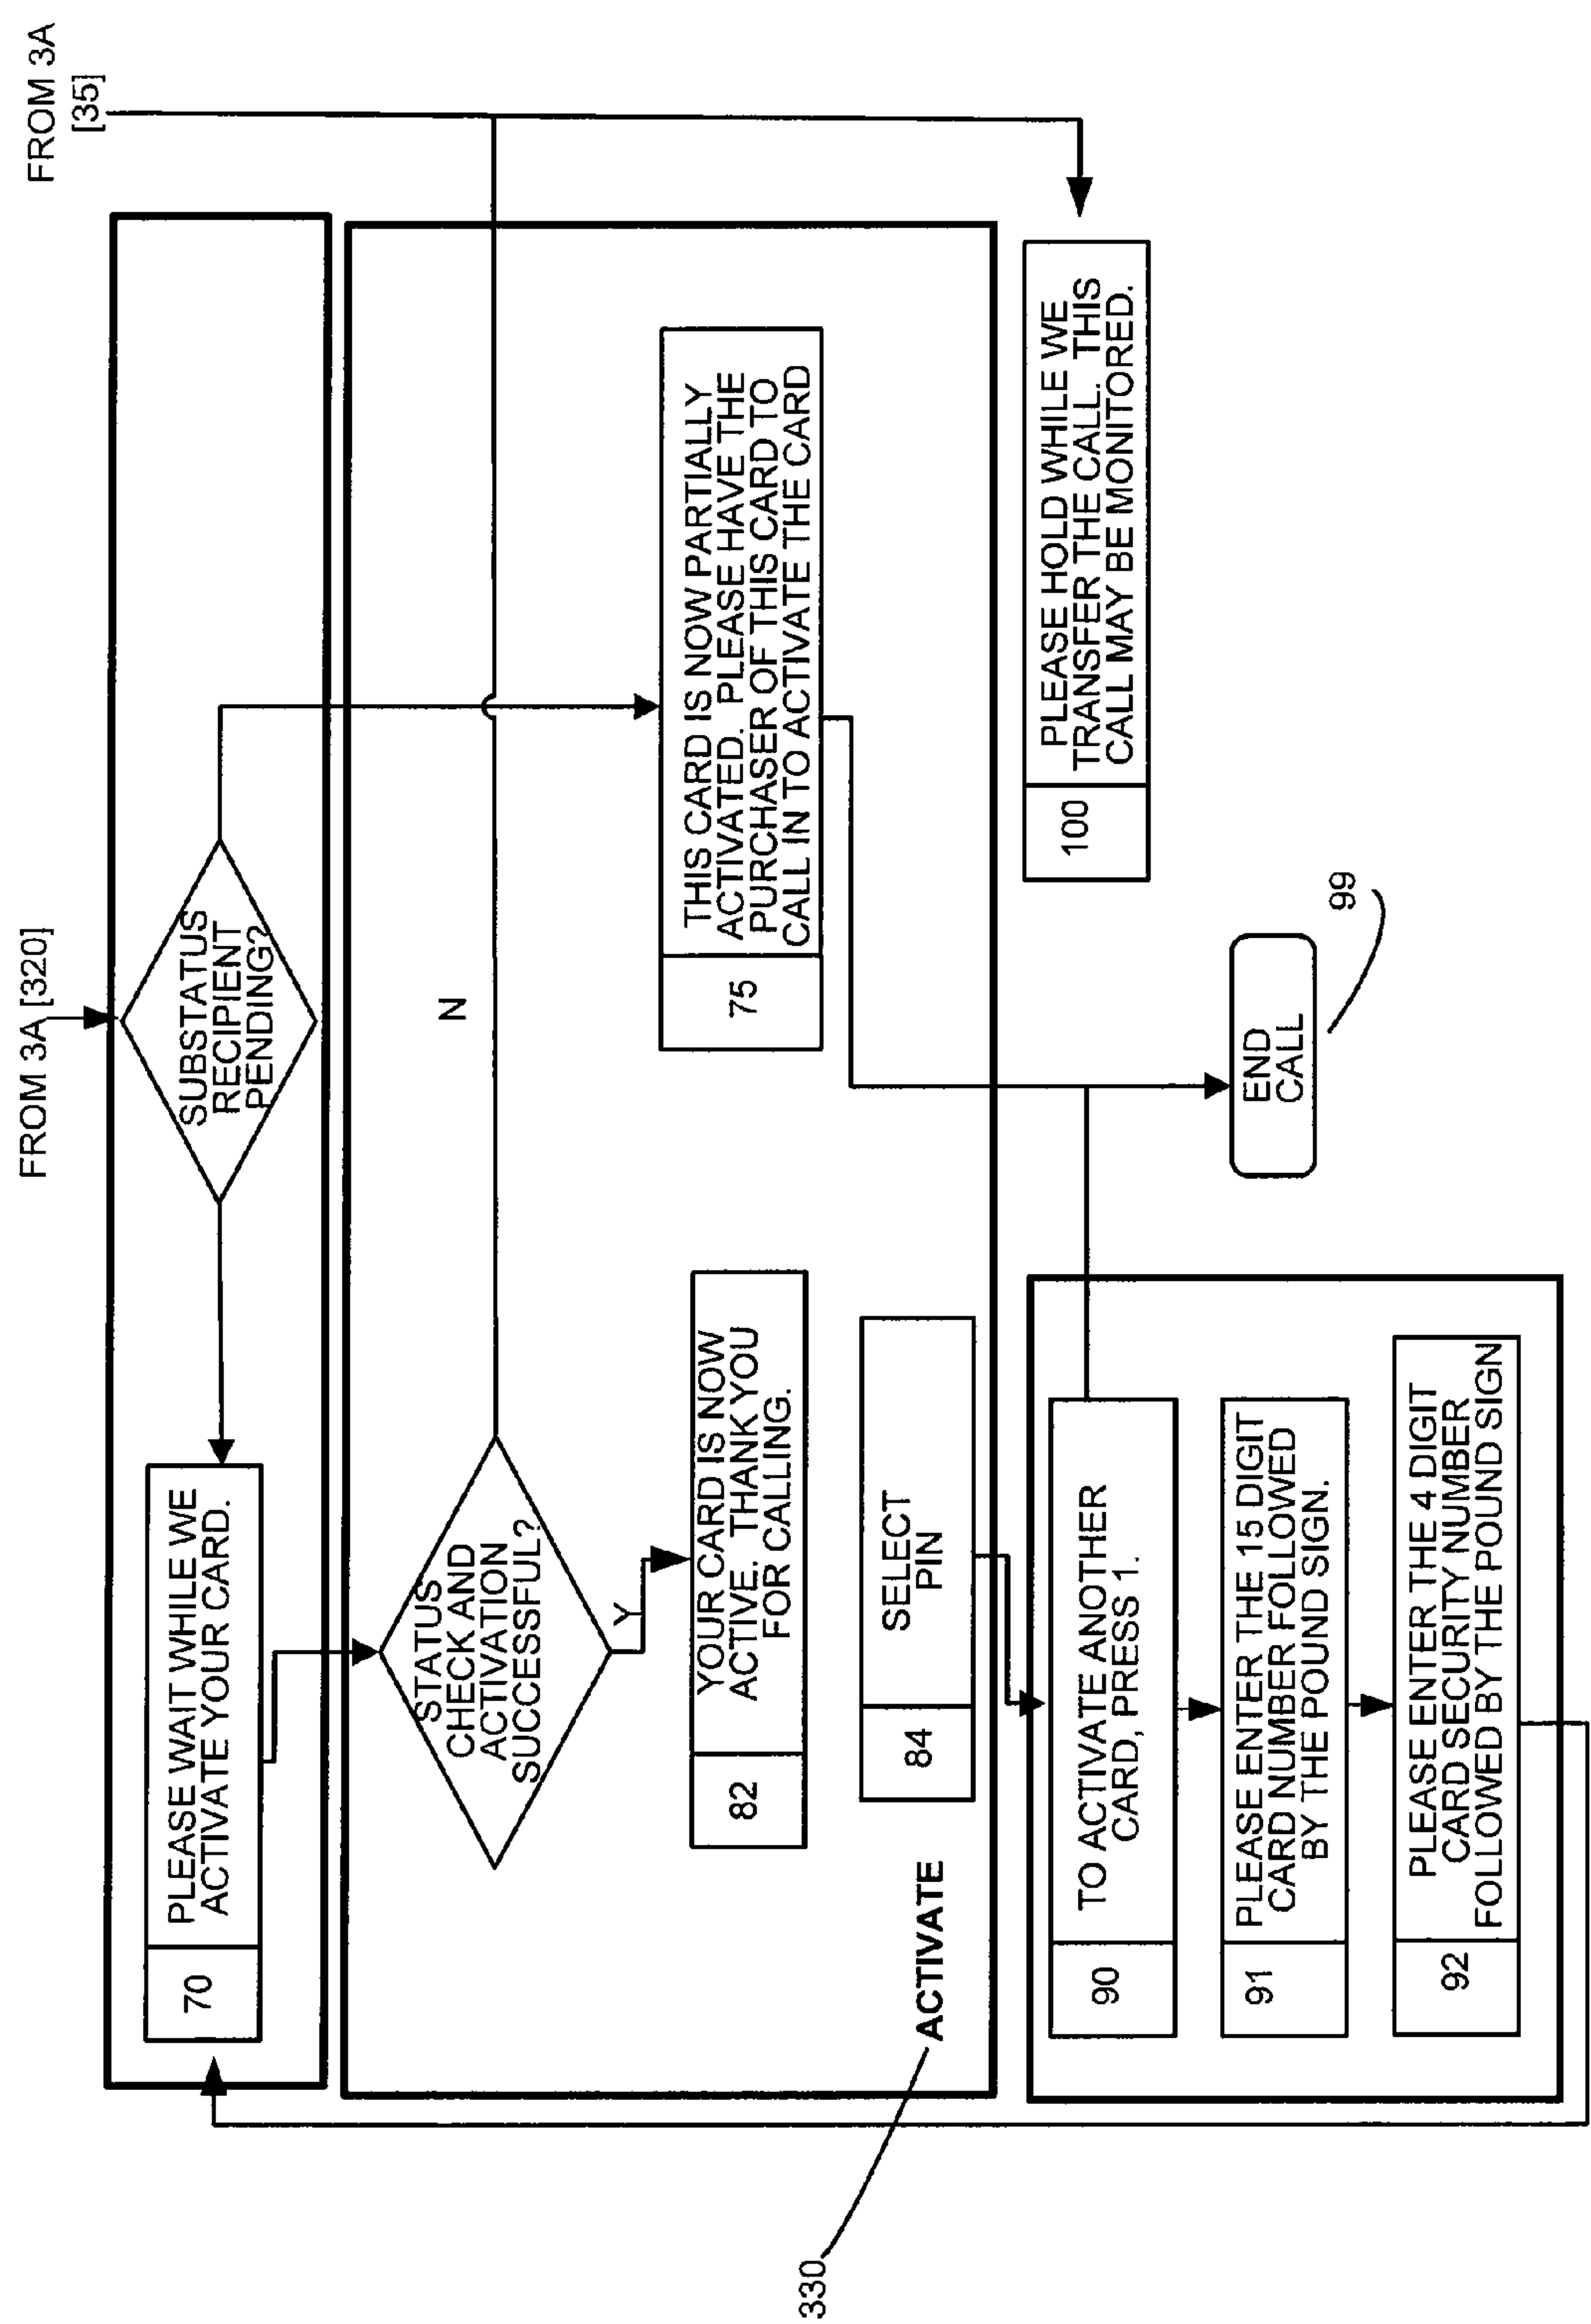 FROM 3A [320]
FROM 3A
[35]
SUBSTATUS
RECIPIENT
PENDING?
70
PLEASE WAIT WHILE WE
ACTIVATE YOUR CARD.
STATUS
CHECK AND
ACTIVATION
SUCCESSFUL?
N
Y
82
YOUR CARD IS NOW
ACTIVE. THANK YOU
FOR CALLING.
75
THIS CARD IS NOW PARTIALLY
ACTIVATED. PLEASE HAVE THE
PURCHASER OF THIS CARD TO
CALL IN TO ACTIVATE THE CARD
84
SELECT
PIN
ACTIVATE
330
90
TO ACTIVATE ANOTHER
CARD, PRESS 1.
91
PLEASE ENTER THE 15 DIGIT
CARD NUMBER FOLLOWED
BY THE POUND SIGN.
92
PLEASE ENTER THE 4 DIGIT
CARD SECURITY NUMBER
FOLLOWED BY THE POUND SIGN
100
PLEASE HOLD WHILE WE
TRANSFER THE CALL. THIS
CALL MAY BE MONITORED.
END
CALL
99